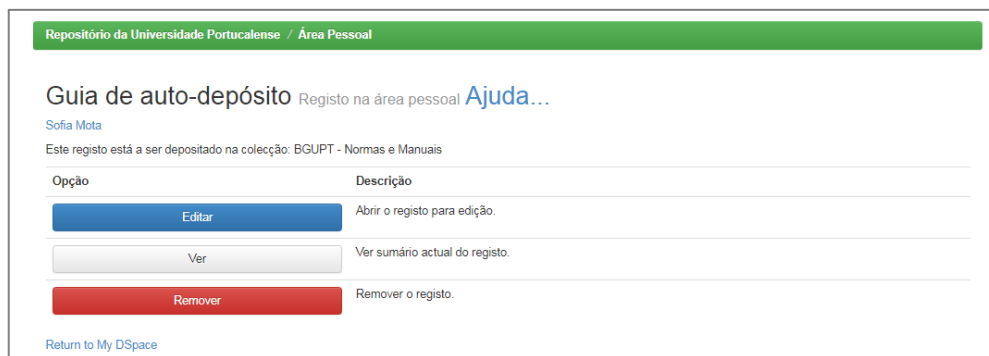 Repositório da Universidade Portucalense / Área Pessoal
Guia de auto-depósito Registo na área pessoal Ajuda...
Sofia Mota
Este registo está a ser depositado na colecção: BGUPT - Normas e Manuais
Opção Descrição
Editar Abrir o registo para edição.
Ver Ver sumário actual do registo.
Remover Remover o registo.
Return to My DSpace